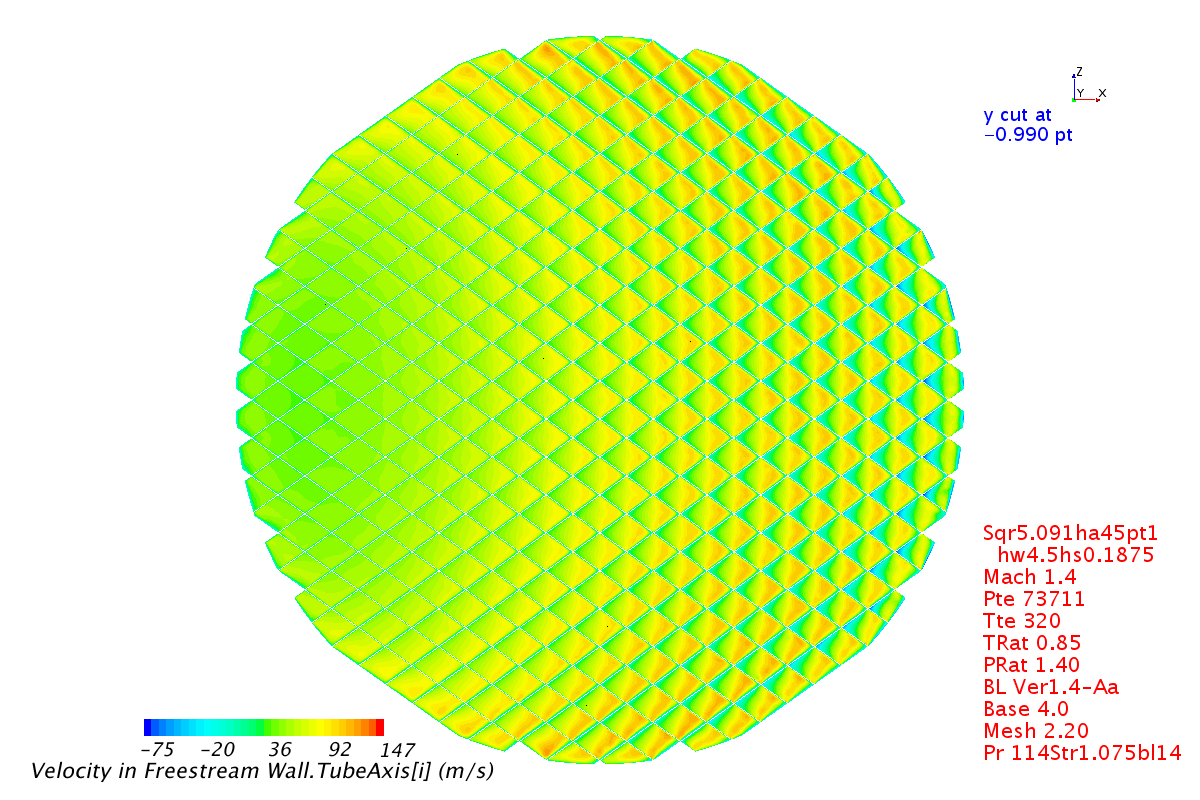 Z
Y X
y cut at
-0.990 pt
Sqr5.091ha45pt1
hw4.5hs0.1875
Mach 1.4
Pte 73711
Tte 320
TRat 0.85
PRat 1.40
BL Ver1.4-Aa
Base 4.0
Mesh 2.20
Pr 114Str1.075bl14
-75 -20 36 92 147
Velocity in Freestream Wall.TubeAxis[i] (m/s)